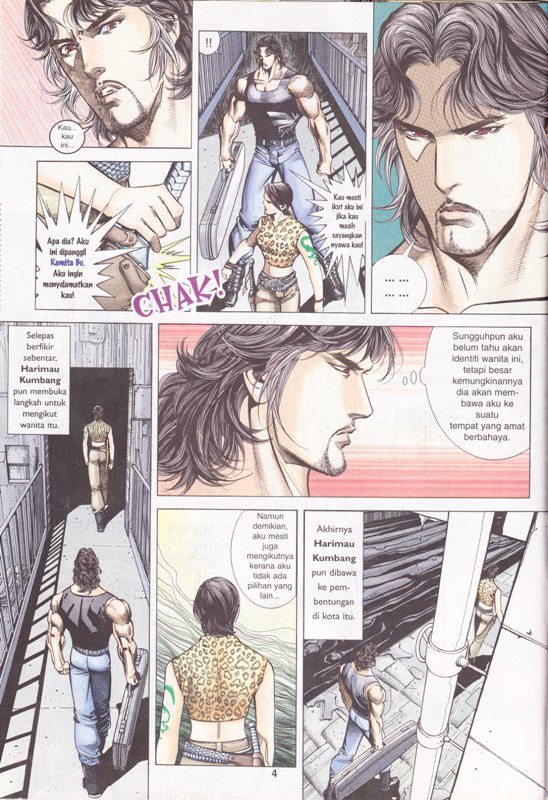 Kau...
kau
ini...
!!
Kau mesti
ikut aku ini
jika kau
masih
sayangkan
nyawa kau!
... ...
... ...
Apa dia? Aku
ini dipanggil
Kamita Bu.
Aku ingin
menyelamatkan
kau!
CHAK!
Selepas
berfikir
sebentar,
Harimau
Kumbang
pun membuka
langkah untuk
mengikut
wanita itu.
Sungguhpun aku
belum tahu akan
identiti wanita ini,
tetapi besar
kemungkinannya
dia akan mem-
bawa aku ke
suatu
tempat yang amat
berbahaya.
Namun
demikian,
aku mesti
juga
mengikutnya
kerana aku
tidak ada
pilihan yang
lain...
Akhirnya
Harimau
Kumbang
pun dibawa
ke pem-
bentungan
di kota itu.
4